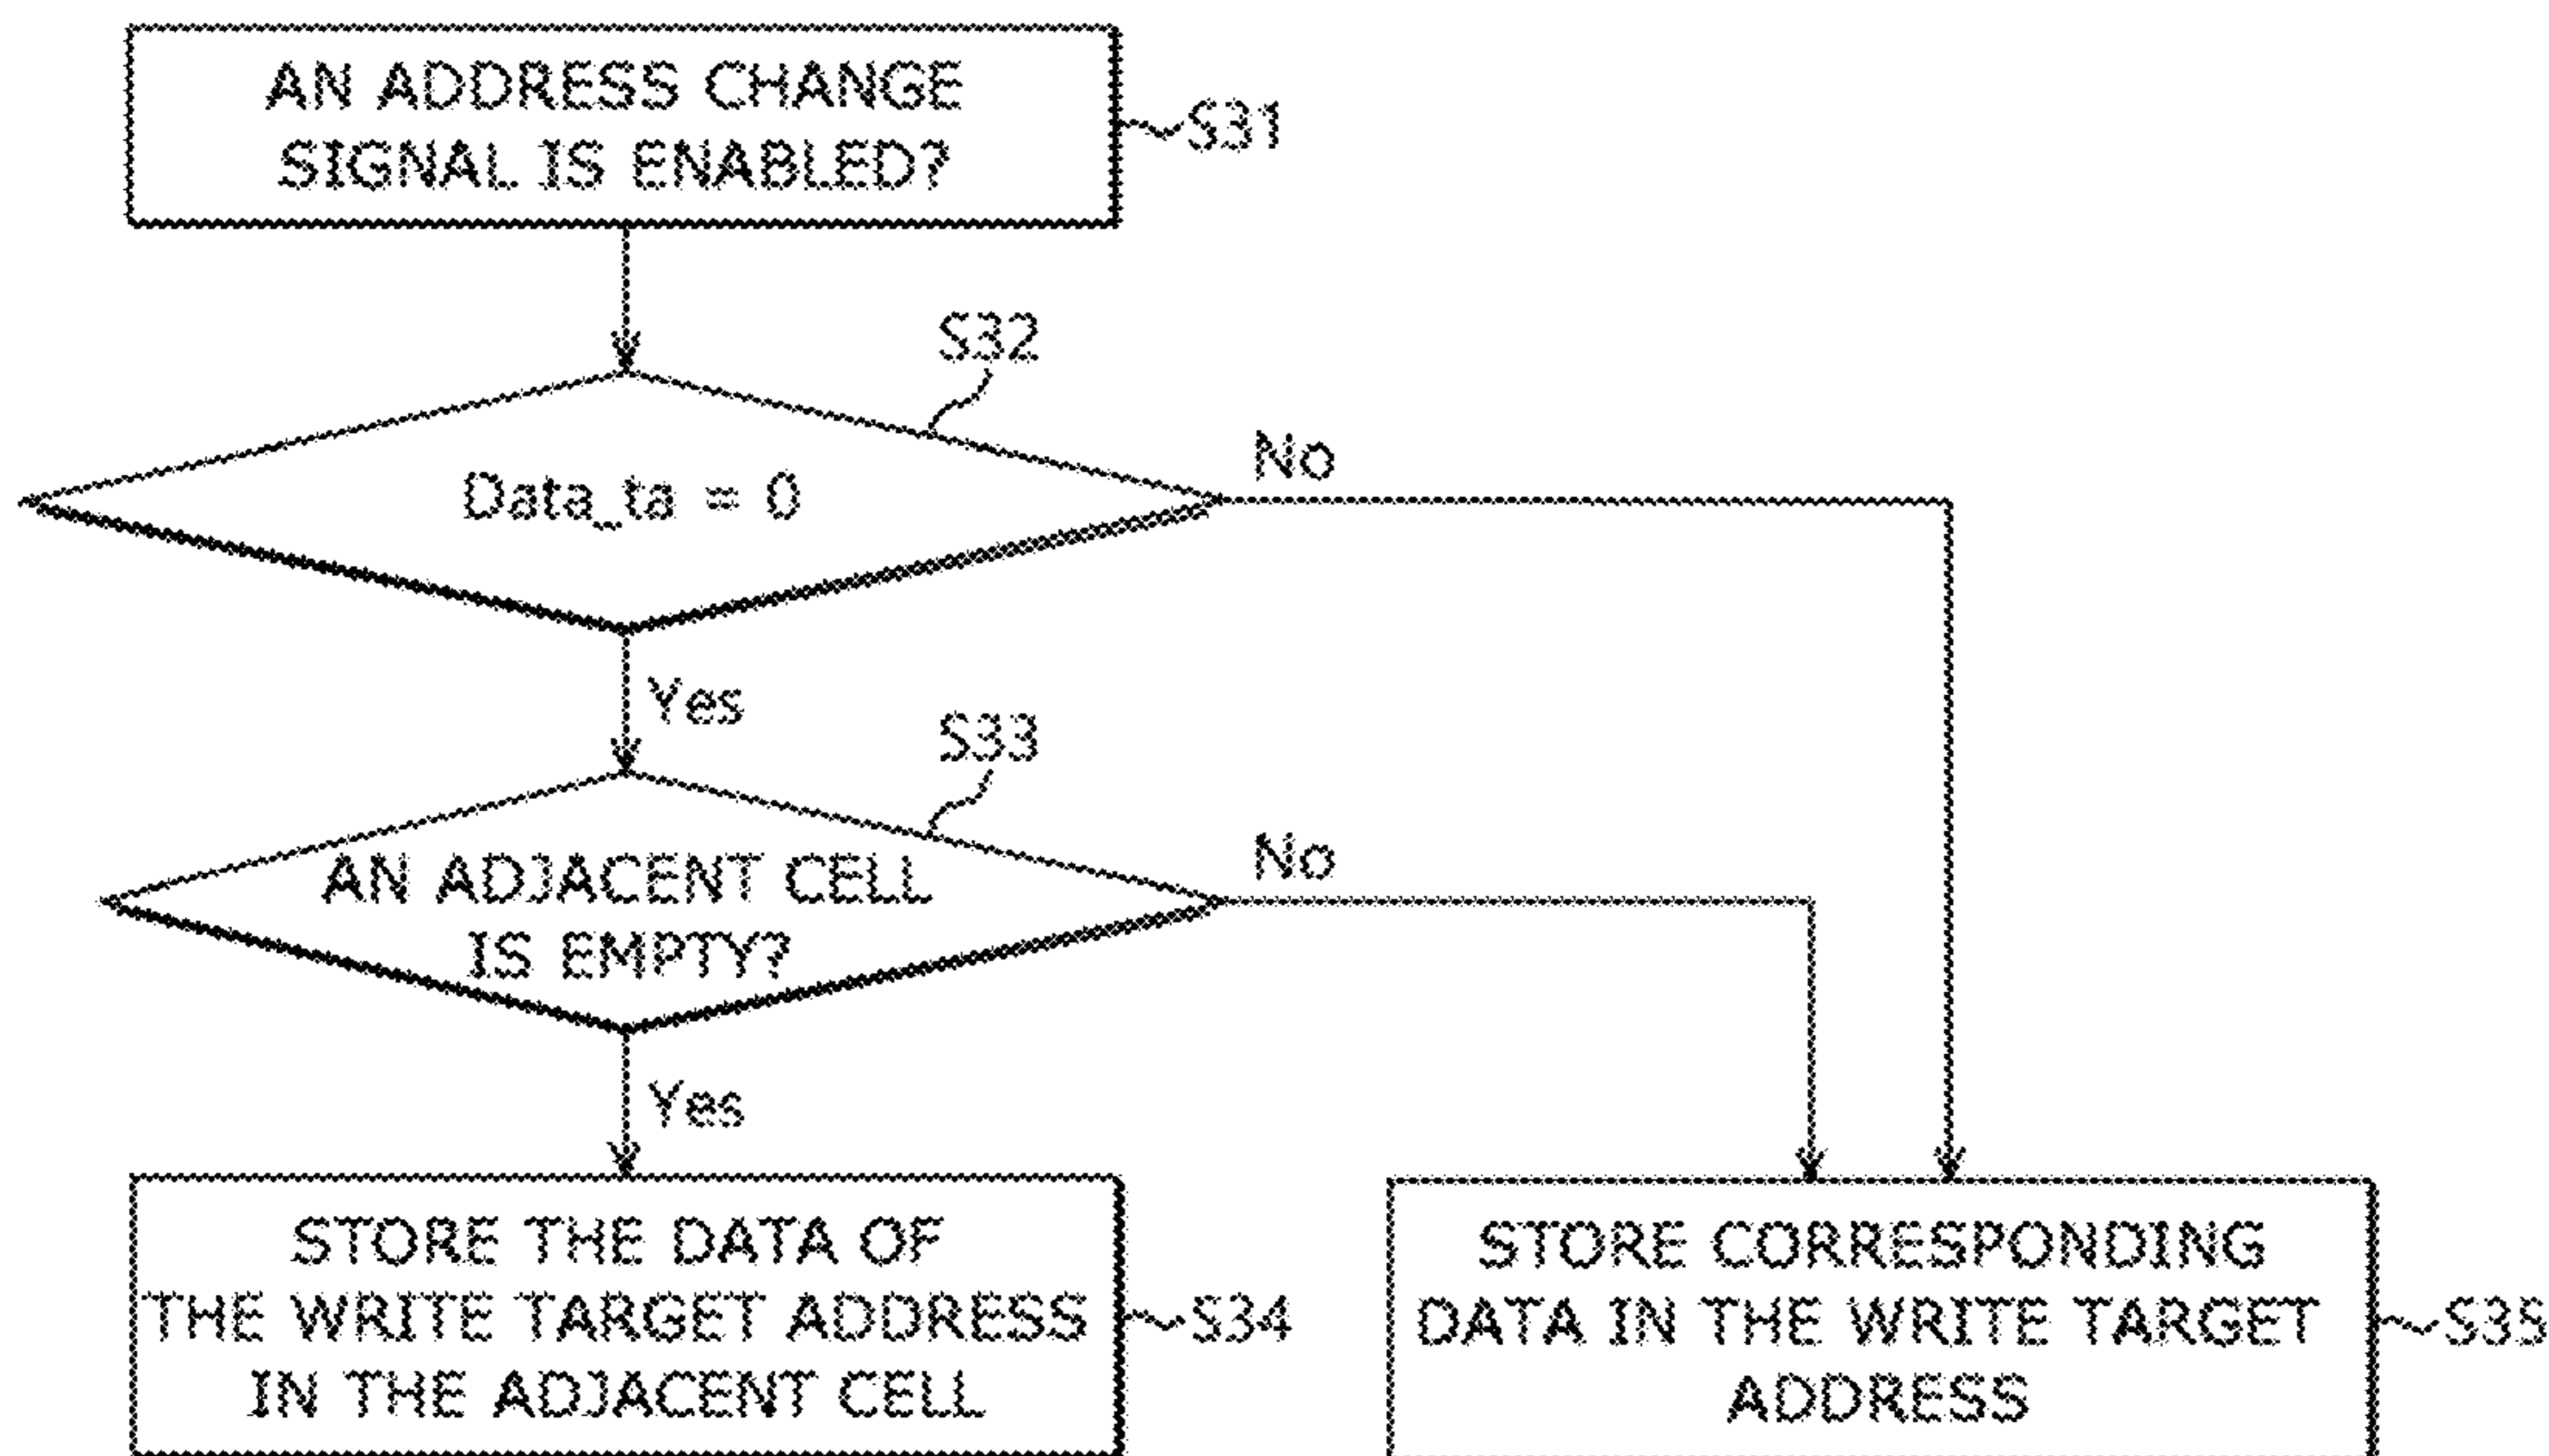 AN ADDRESS CHANGE
SIGNAL IS ENABLED?
S31
S32
Data_ta = 0
No
Yes
S33
AN ADJACENT CELL
IS EMPTY?
No
Yes
STORE THE DATA OF
THE WRITE TARGET ADDRESS
IN THE ADJACENT CELL
S34
STORE CORRESPONDING
DATA IN THE WRITE TARGET
ADDRESS
S35